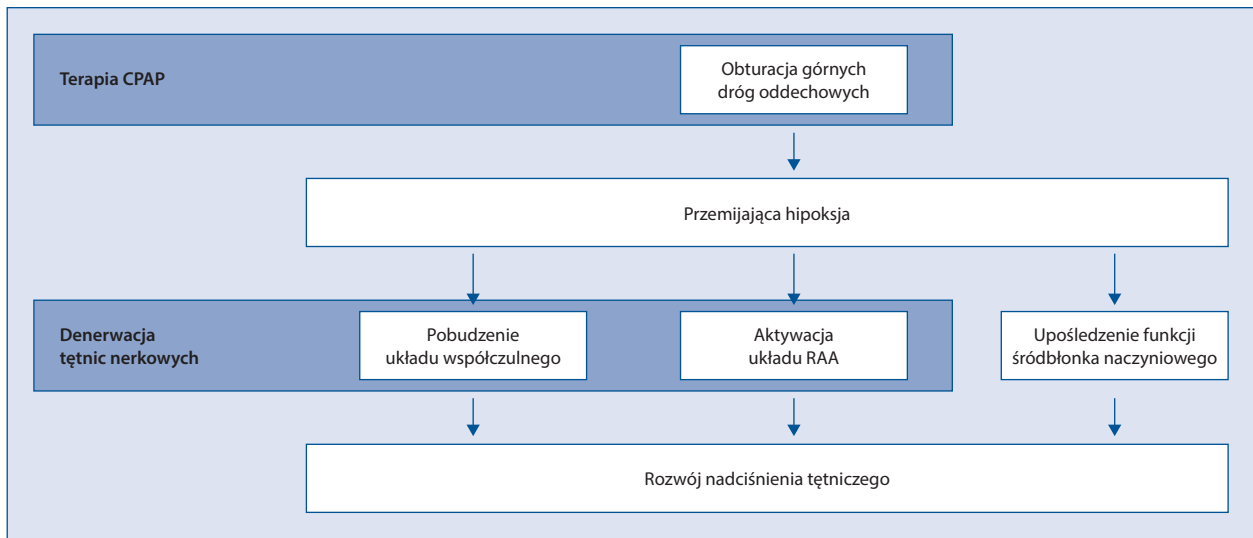 Terapia CPAP
Obturacja górnych
dróg oddechowych
Przemijająca hipoksja
Denerwacja
tętnic nerkowych
Pobudzenie
układu współczulnego
Aktywacja
układu RAA
Upośledzenie funkcji
śródbłonka naczyniowego
Rozwój nadciśnienia tętniczego